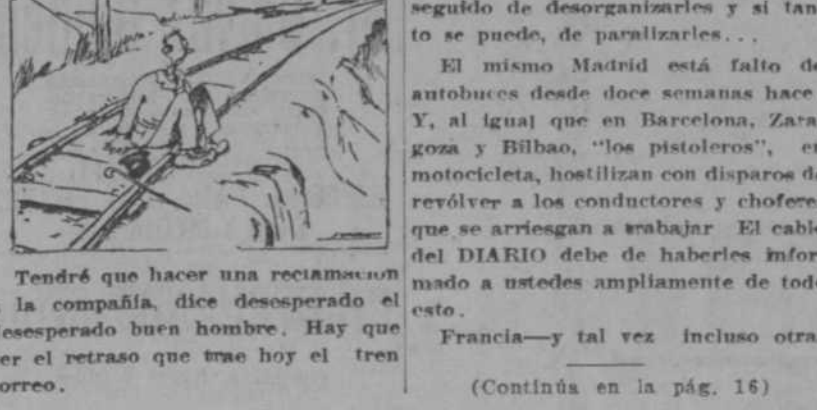 Tendré que hacer una reclamación
la compañía, dice desesperado el
desesperado buen hombre. Hay que
ver el retraso que trae hoy el tren
correo.
seguido de desorganizarles y si tan
to se puede, de paralizarles...
El mismo Madrid está falto de
autobuces desde doce semanas hace.
Y, al igual que en Barcelona, Zara
goza y Bilbao, "los pistoleros", en
motocicleta, hostilizan con disparos de
revólver a los conductores y choferes
que se arriesgan a trabajar El cable
del DIARIO debe de haberles infor
mado a ustedes ampliamente de todo
esto.
Francia—y tal vez incluso otra
(Continúa en la pág. 16)